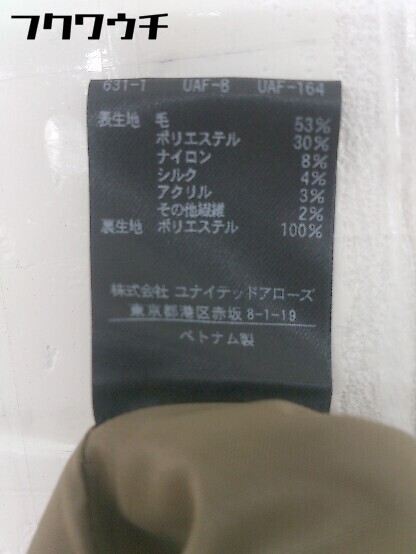 フクワウチ
631-1 UAF-8 UAF-164
表生地 毛 53%
ポリエステル 30%
ナイロン 8%
シルク 4%
アクリル 3%
その他繊維 2%
裏生地 ポリエステル 100%
株式会社 ユナイテッドアローズ
東京都港区赤坂 8-1-19
ベトナム製